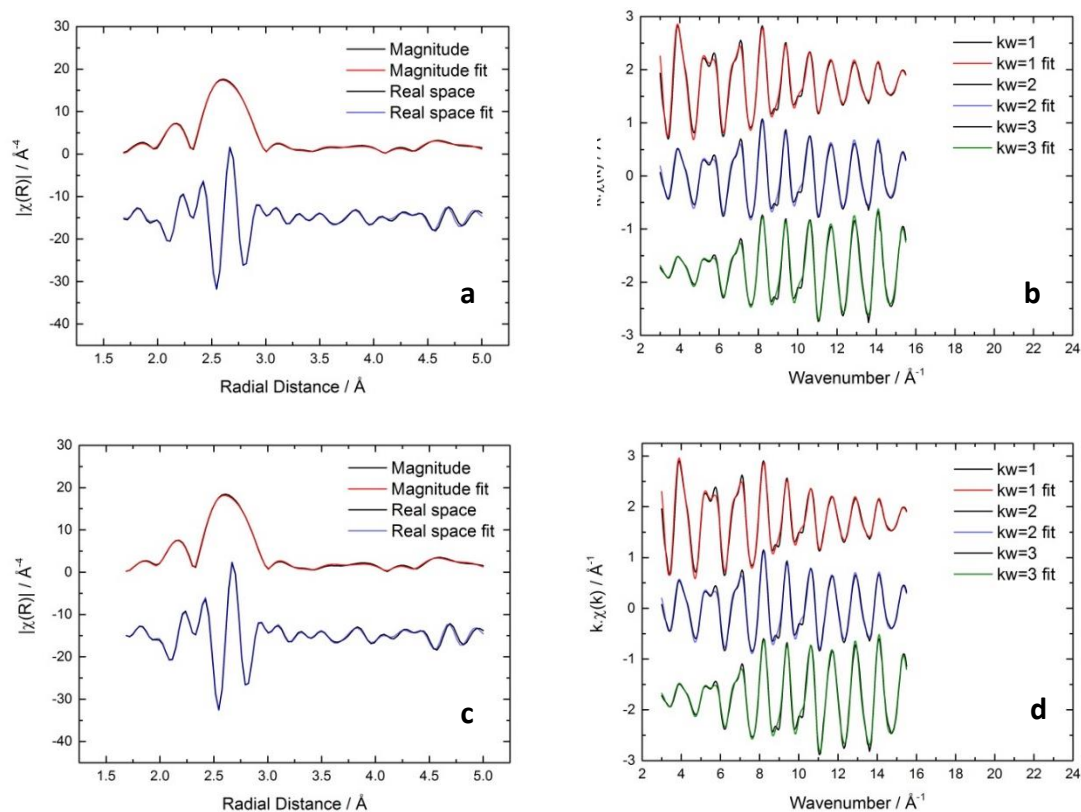 30
20
10
0
-10
-20
-30
-40
|χ(R)| / Å-4
Magnitude
Magnitude fit
Real space
Real space fit
a
1.5 2.0 2.5 3.0 3.5 4.0 4.5 5.0
Radial Distance / Å
3
2
1
0
-1
-2
-3
kw=1
kw=1 fit
kw=2
kw=2 fit
kw=3
kw=3 fit
b
2 4 6 8 10 12 14 16 18 20 22 24
Wavenumber / Å-1
30
20
10
0
-10
-20
-30
-40
|χ(R)| / Å-4
Magnitude
Magnitude fit
Real space
Real space fit
c
1.5 2.0 2.5 3.0 3.5 4.0 4.5 5.0
Radial Distance / Å
3
2
1
0
-1
-2
-3
k.χ(k) / Å-1
kw=1
kw=1 fit
kw=2
kw=2 fit
kw=3
kw=3 fit
d
2 4 6 8 10 12 14 16 18 20 22 24
Wavenumber / Å-1